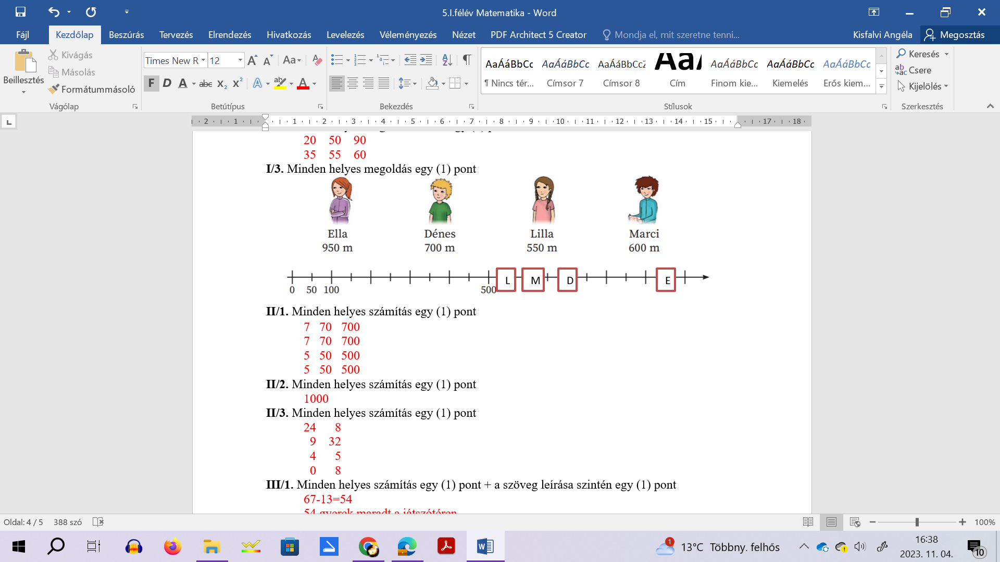 5.I.félév Matematika - Word
Fájl Kezdőlap Beszúrás Tervezés Elrendezés Hivatkozás Levelezés Véleményezés Nézet PDF Architect 5 Creator Mondja el, mit szeretne tenni... Kisfalvi Angéla Megosztás
Beillesztés
Kivágás
Másolás
Formátummásoló
Vágólap
Times New R 12
Betűtípus
Bekezdés
AaÁáBbCc AaÁáBbCc AaÁáBbCcZ AaÁ AaÁáBbCc AaÁáBbCc AaÁáBbCc
¶ Nincs tér... Címsor 7 Címsor 8 Cím Finom kie... Kiemelés Erős kiem...
Stílusok
Keresés
Csere
Kijelölés
Szerkesztés
2 1 1 2 3 4 5 6 7 8 9 10 11 12 13 14 15 17 18
20 50 90
35 55 60
I/3. Minden helyes megoldás egy (1) pont
Ella Dénes Lilla Marci
950 m 700 m 550 m 600 m
L M D E
0 50 100 500
II/1. Minden helyes számítás egy (1) pont
7 70 700
7 70 700
5 50 500
5 50 500
II/2. Minden helyes számítás egy (1) pont
1000
II/3. Minden helyes számítás egy (1) pont
24 8
9 32
4 5
0 8
III/1. Minden helyes számítás egy (1) pont + a szöveg leírása szintén egy (1) pont
67-13=54
54 gyerek maradt a játszótéren
Oldal: 4 / 5 388 szó 100%
1 13°C Többny. felhős
16:38
2023. 11. 04.
10